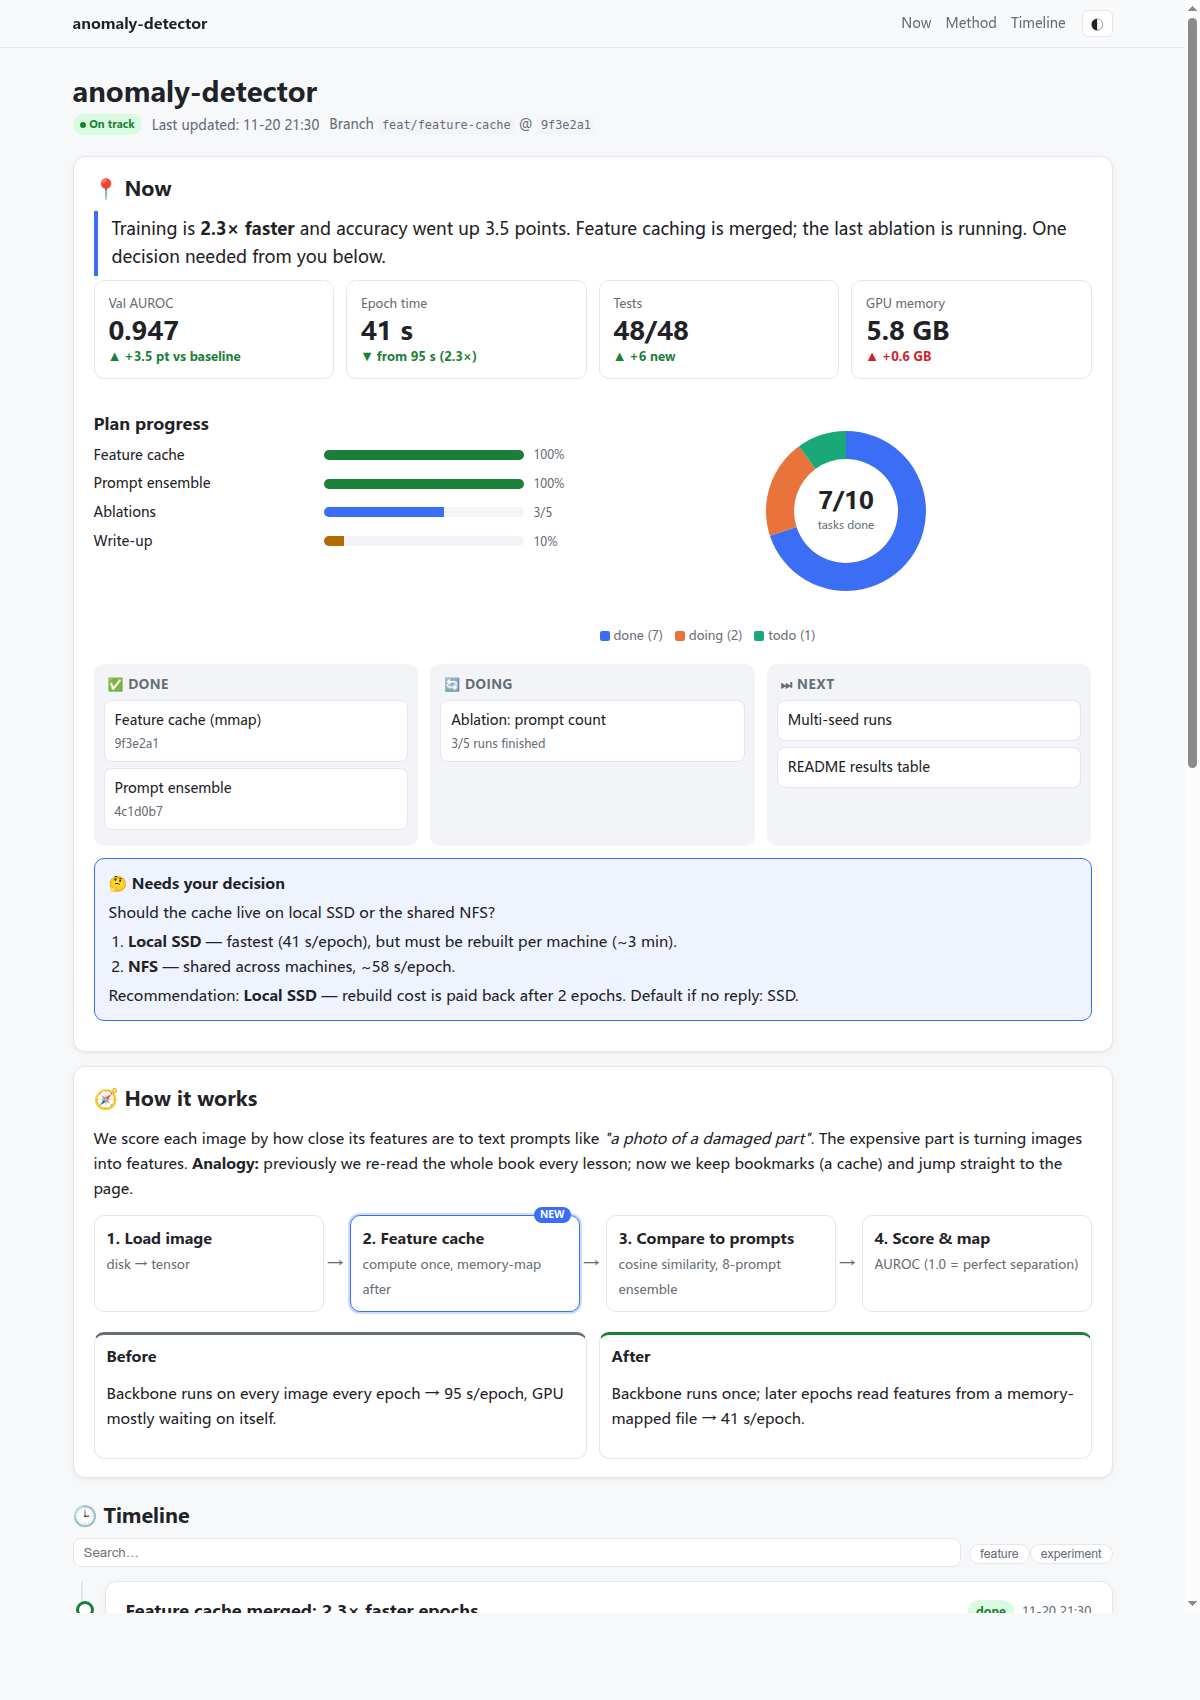 anomaly-detector
Now Method Timeline
anomaly-detector
On track Last updated: 11-20 21:30 Branch feat/feature-cache @ 9f3e2a1
Now
Training is 2.3× faster and accuracy went up 3.5 points. Feature caching is merged; the last ablation is running. One
decision needed from you below.
Val AUROC
0.947
▲ +3.5 pt vs baseline
Epoch time
41 s
▼ from 95 s (2.3×)
Tests
48/48
▲ +6 new
GPU memory
5.8 GB
▲ +0.6 GB
Plan progress
Feature cache 100%
Prompt ensemble 100%
Ablations 3/5
Write-up 10%
7/10
tasks done
done (7) doing (2) todo (1)
DONE
Feature cache (mmap)
9f3e2a1
Prompt ensemble
4c1d0b7
DOING
Ablation: prompt count
3/5 runs finished
NEXT
Multi-seed runs
README results table
Needs your decision
Should the cache live on local SSD or the shared NFS?
1. Local SSD — fastest (41 s/epoch), but must be rebuilt per machine (~3 min).
2. NFS — shared across machines, ~58 s/epoch.
Recommendation: Local SSD — rebuild cost is paid back after 2 epochs. Default if no reply: SSD.
How it works
We score each image by how close its features are to text prompts like "a photo of a damaged part". The expensive part is turning images
into features. Analogy: previously we re-read the whole book every lesson; now we keep bookmarks (a cache) and jump straight to the
page.
1. Load image
disk → tensor
→
NEW
2. Feature cache
compute once, memory-map
after
→
3. Compare to prompts
cosine similarity, 8-prompt
ensemble
→
4. Score & map
AUROC (1.0 = perfect separation)
Before
Backbone runs on every image every epoch → 95 s/epoch, GPU
mostly waiting on itself.
After
Backbone runs once; later epochs read features from a memory-
mapped file → 41 s/epoch.
Timeline
Search…
feature experiment
Feature cache merged: 2.3× faster epochs
done 11-20 21:30